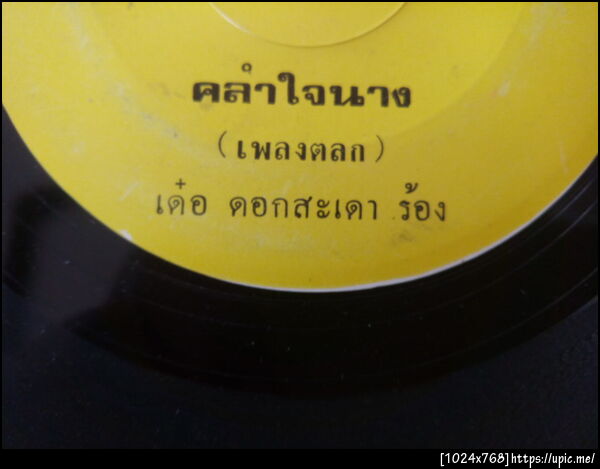 คลำใจนาง
(เพลงตลก)
เด๋อ ดอกสะเดา ร้อง
[1024x768]https://upic.me/